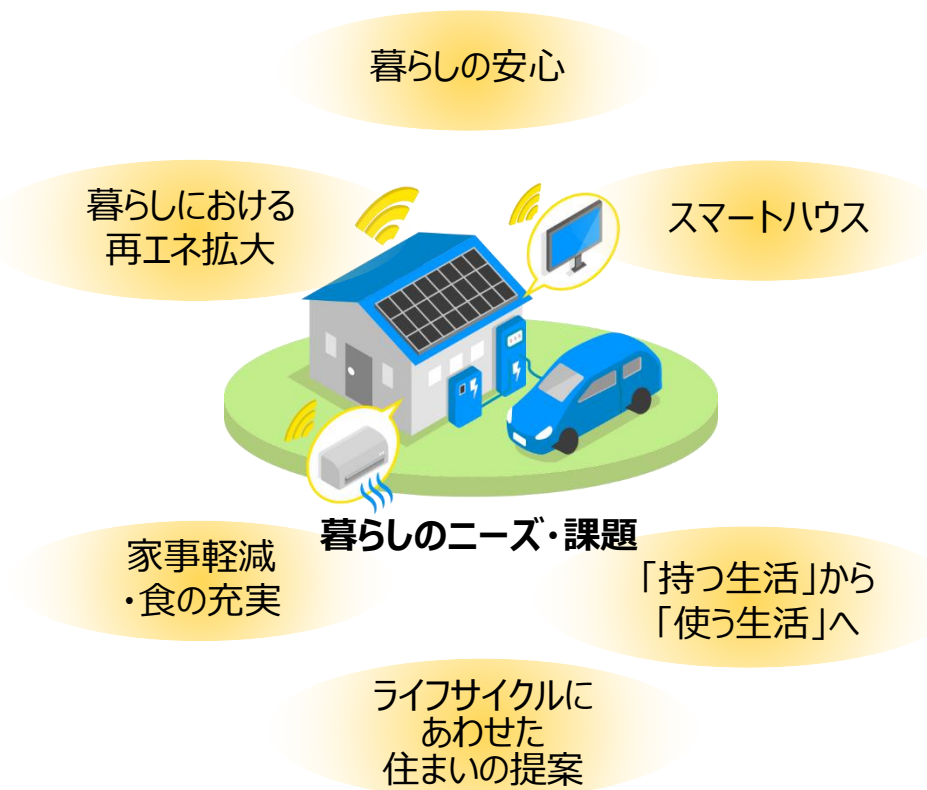 暮らしの安心
暮らしにおける
再エネ拡大
スマートハウス
暮らしのニーズ・課題
家事軽減
・食の充実
「持つ生活」から
「使う生活」へ
ライフサイクルに
あわせた
住まいの提案